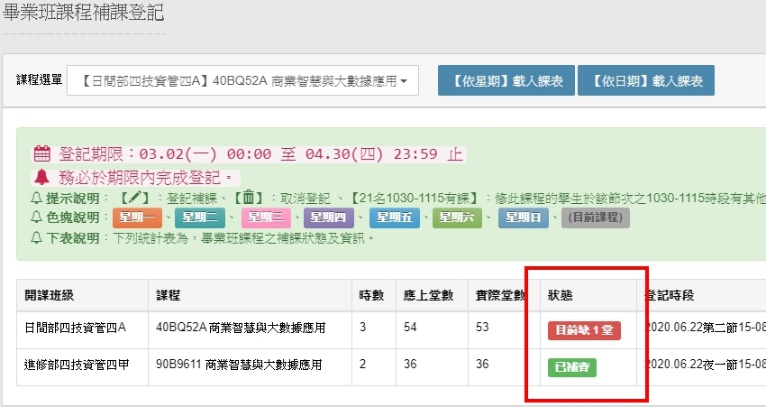 畢業班課程補課登記
課程選單 【日間部四技資管四A】40BQ52A 商業智慧與大數據應用 【依星期】載入課表 【依日期】載入課表
登記期限：03.02(一) 00:00 至 04.30(四) 23:59 止
務必於期限內完成登記。
提示說明：【】：登記補課、【】：取消登記 、【21名1030-1115有課】：修此課程的學生於該節次之1030-1115時段有其他
色塊說明：星期一、星期二、星期三、星期四、星期五、星期六、星期日、(目前課程)
下表說明：下列統計表為，畢業班課程之補課狀態及資訊。
開課班級 課程 時數 應上堂數 實際堂數 狀態 登記時段
日間部四技資管四A 40BQ52A 商業智慧與大數據應用 3 54 53 目前缺1堂 2020.06.22第二節15-08
進修部四技資管四甲 90B9611 商業智慧與大數據應用 2 36 36 已補齊 2020.06.22夜一節15-08